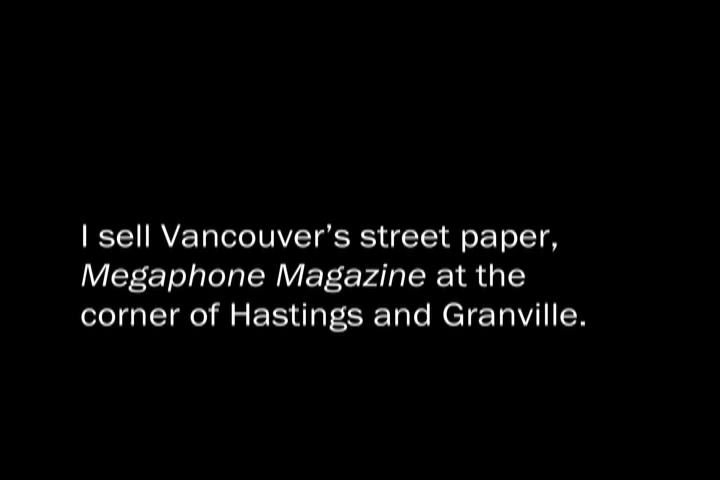 I sell Vancouver’s street paper,
Megaphone Magazine at the
corner of Hastings and Granville.